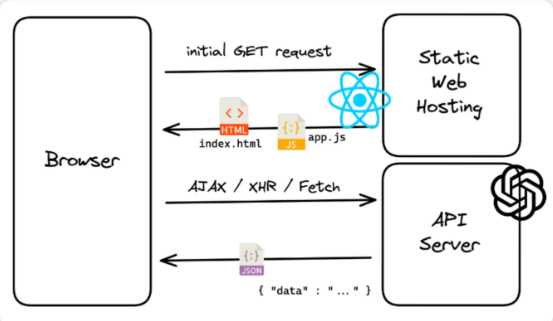 initial GET request
Static
Web
Hosting
HTML
index.html
JS
app.js
Browser
AJAX / XHR / Fetch
API
Server
JSON
{ "data" : "..." }